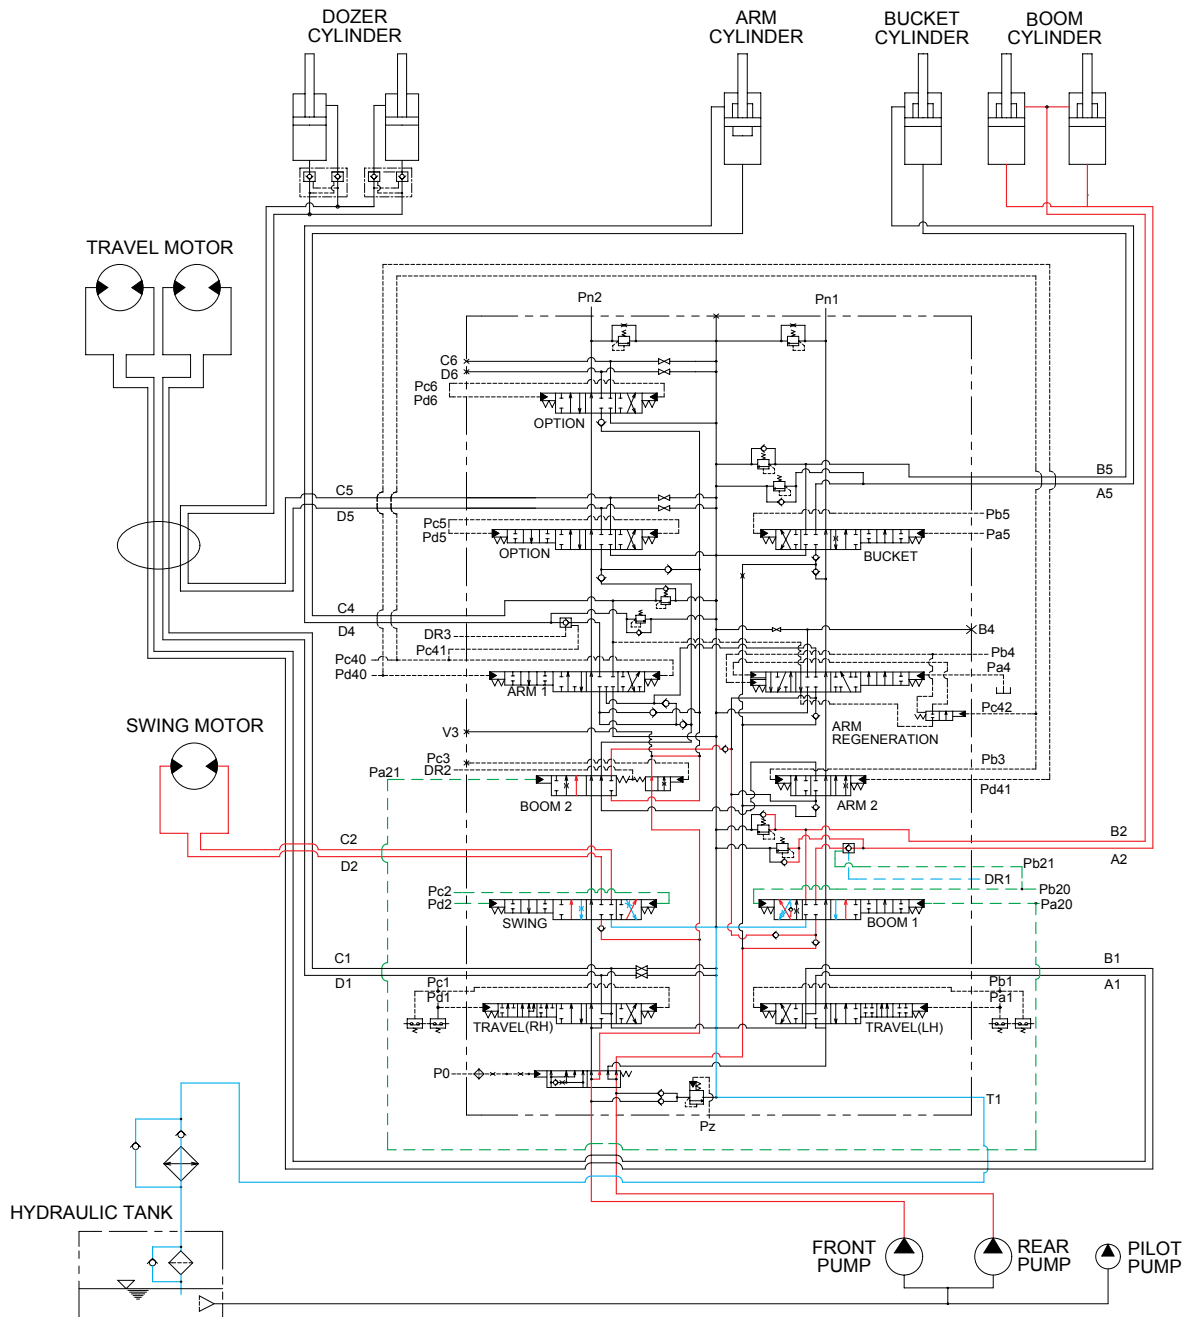 DOZER
CYLINDER
ARM
CYLINDER
BUCKET
CYLINDER
BOOM
CYLINDER
TRAVEL MOTOR
Pn2
Pn1
C6
D6
Pc6
Pd6
OPTION
B5
A5
C5
D5
Pc5
Pd5
OPTION
Pb5
Pa5
BUCKET
C4
D4
DR3
Pc41
Pc40
Pd40
ARM 1
B4
Pb4
Pa4
Pc42
ARM
REGENERATION
SWING MOTOR
V3
Pc3
DR2
Pa21
BOOM 2
Pb3
Pd41
ARM 2
C2
D2
B2
A2
Pb21
DR1
Pc2
Pd2
SWING
Pb20
Pa20
BOOM 1
C1
D1
B1
A1
Pc1
Pd1
TRAVEL(RH)
Pb1
Pa1
TRAVEL(LH)
P0
Pz
T1
HYDRAULIC TANK
FRONT
PUMP
REAR
PUMP
PILOT
PUMP